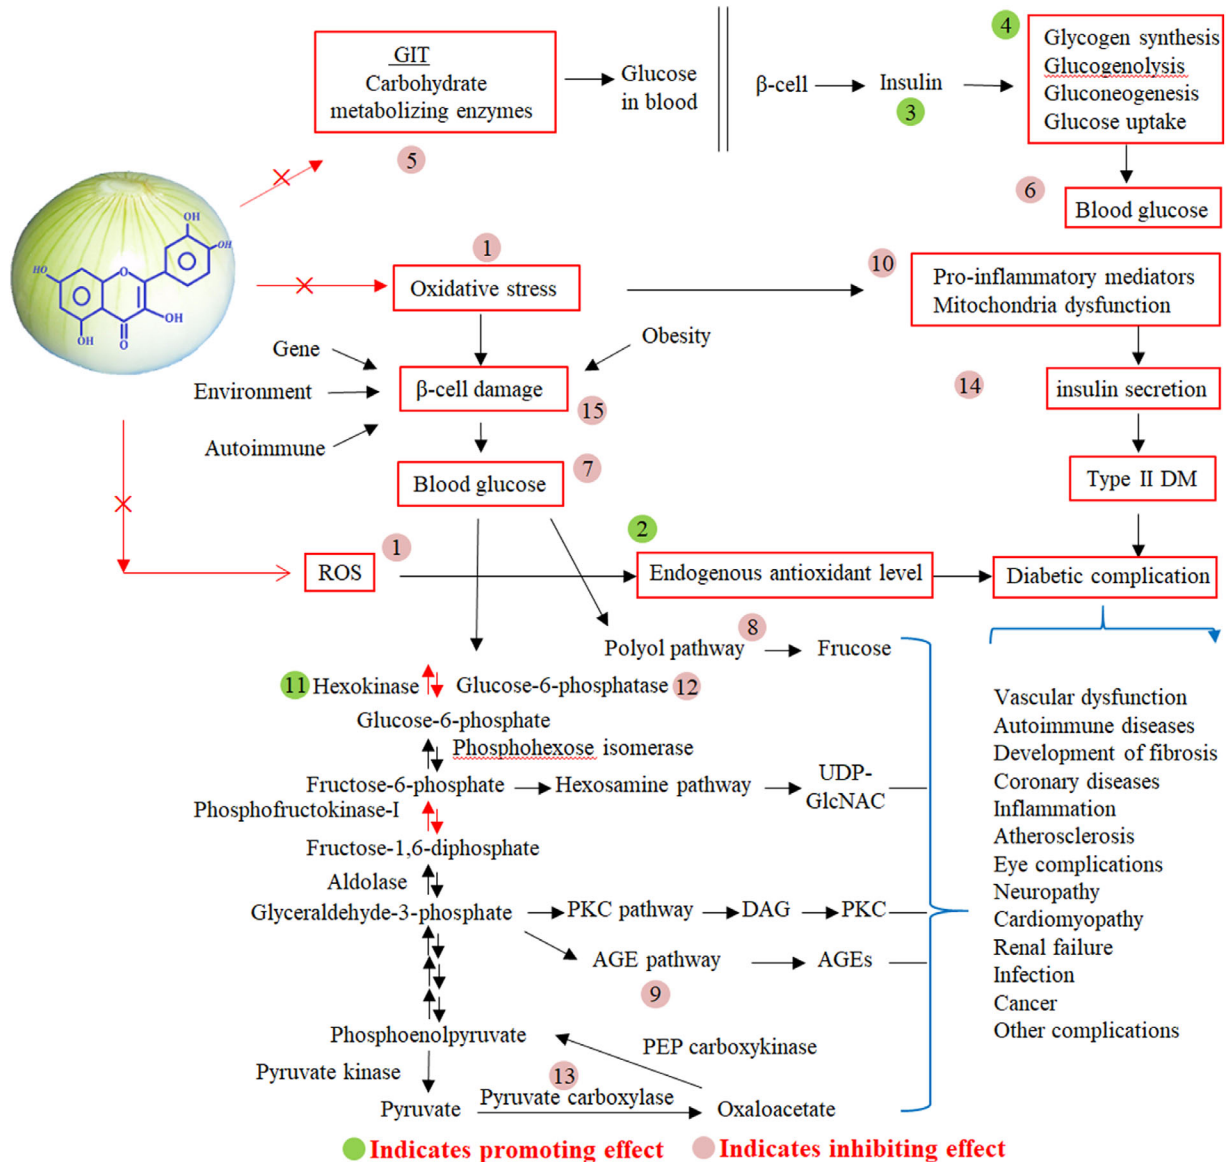 GIT
Carbohydrate
metabolizing enzymes
5
Glucose
in blood
β-cell
Insulin
3
4
Glycogen synthesis
Glucogenolysis
Gluconeogenesis
Glucose uptake
6
Blood glucose
OH
OH
HO
O
OH
OH
O
1
Oxidative stress
10
Pro-inflammatory mediators
Mitochondria dysfunction
Gene
Environment
Autoimmune
Obesity
β-cell damage
15
14
insulin secretion
Blood glucose
7
Type II DM
ROS
1
2
Endogenous antioxidant level
Diabetic complication
Polyol pathway
8
Frucose
11
Hexokinase
Glucose-6-phosphatase
12
Glucose-6-phosphate
Phosphohexose isomerase
Fructose-6-phosphate
Hexosamine pathway
UDP-
GlcNAC
Phosphofructokinase-I
Fructose-1,6-diphosphate
Aldolase
Glyceraldehyde-3-phosphate
PKC pathway
DAG
PKC
AGE pathway
AGEs
9
Phosphoenolpyruvate
PEP carboxykinase
Pyruvate kinase
13
Pyruvate carboxylase
Pyruvate
Oxaloacetate
Vascular dysfunction
Autoimmune diseases
Development of fibrosis
Coronary diseases
Inflammation
Atherosclerosis
Eye complications
Neuropathy
Cardiomyopathy
Renal failure
Infection
Cancer
Other complications
Indicates promoting effect
Indicates inhibiting effect